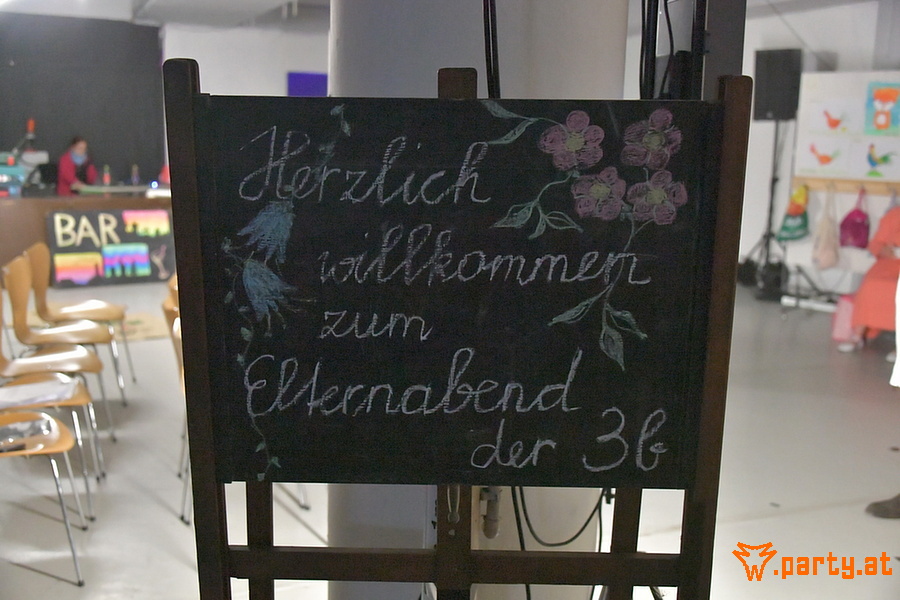 Herzlich
willkommen
zum
Elternabend
der 3b
BAR
w.party.at